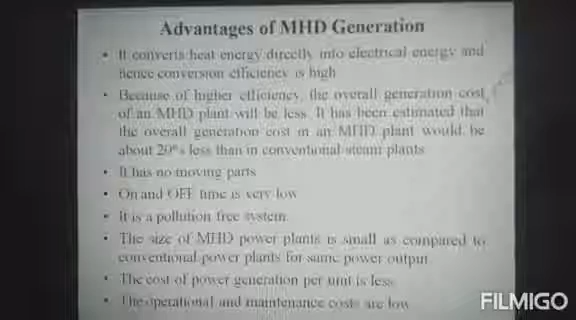 Advantages of MHD Generation
• It converts heat energy directly into electrical energy and
hence conversion efficiency is high
• Because of higher efficiency, the overall generation cost
of an MHD plant will be less. It has been estimated that
the overall generation cost in an MHD plant would be
about 20% less than in conventional steam plants
• It has no moving parts
• On and OFF time is very low
• It is a pollution free system
• The size of MHD power plants is small as compared to
conventional power plants for same power output
• The cost of power generation per unit is less
• The operational and maintenance costs are low
FILMIGO